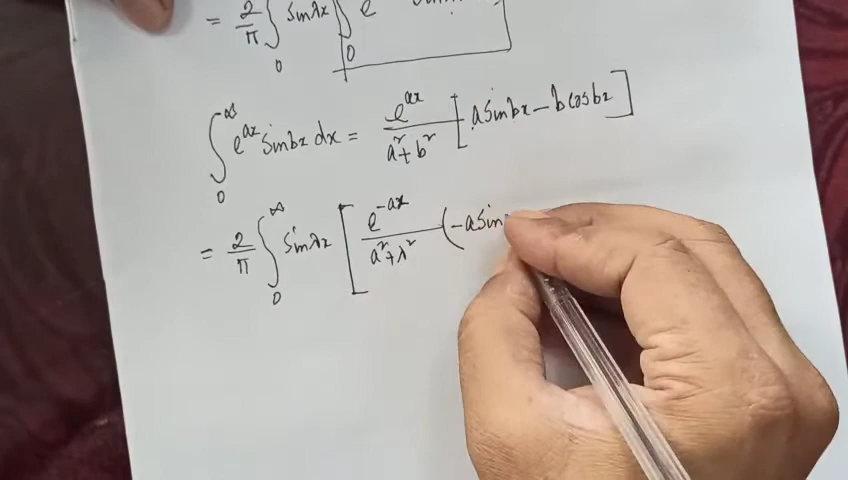 = 2/π ∫₀ sinλx ∫₀ e
∫₀^∞ e^{ax} sinbx dx = e^{ax}/(a²+b²) [a sinbx − b cosbx]
= 2/π ∫₀^∞ sinλx [ e^{-ax}/(a²+λ²) (−a sin